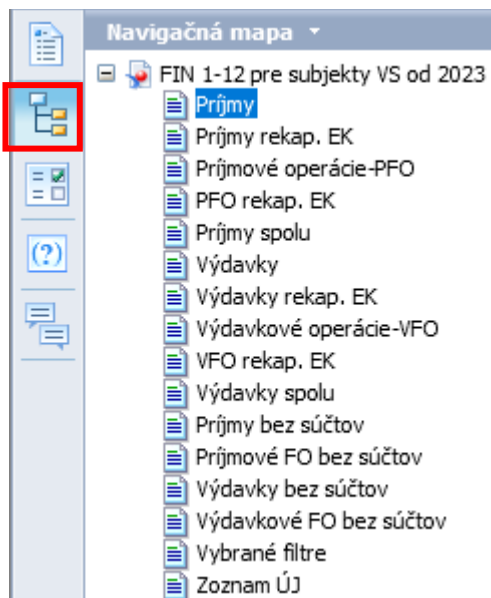 Navigačná mapa
FIN 1-12 pre subjekty VS od 2023
Príjmy
Príjmy rekap. EK
Príjmové operácie-PFO
PFO rekap. EK
Príjmy spolu
Výdavky
Výdavky rekap. EK
Výdavkové operácie-VFO
VFO rekap. EK
Výdavky spolu
Príjmy bez súčtov
Príjmové FO bez súčtov
Výdavky bez súčtov
Výdavkové FO bez súčtov
Vybrané filtre
Zoznam ÚJ
(?)